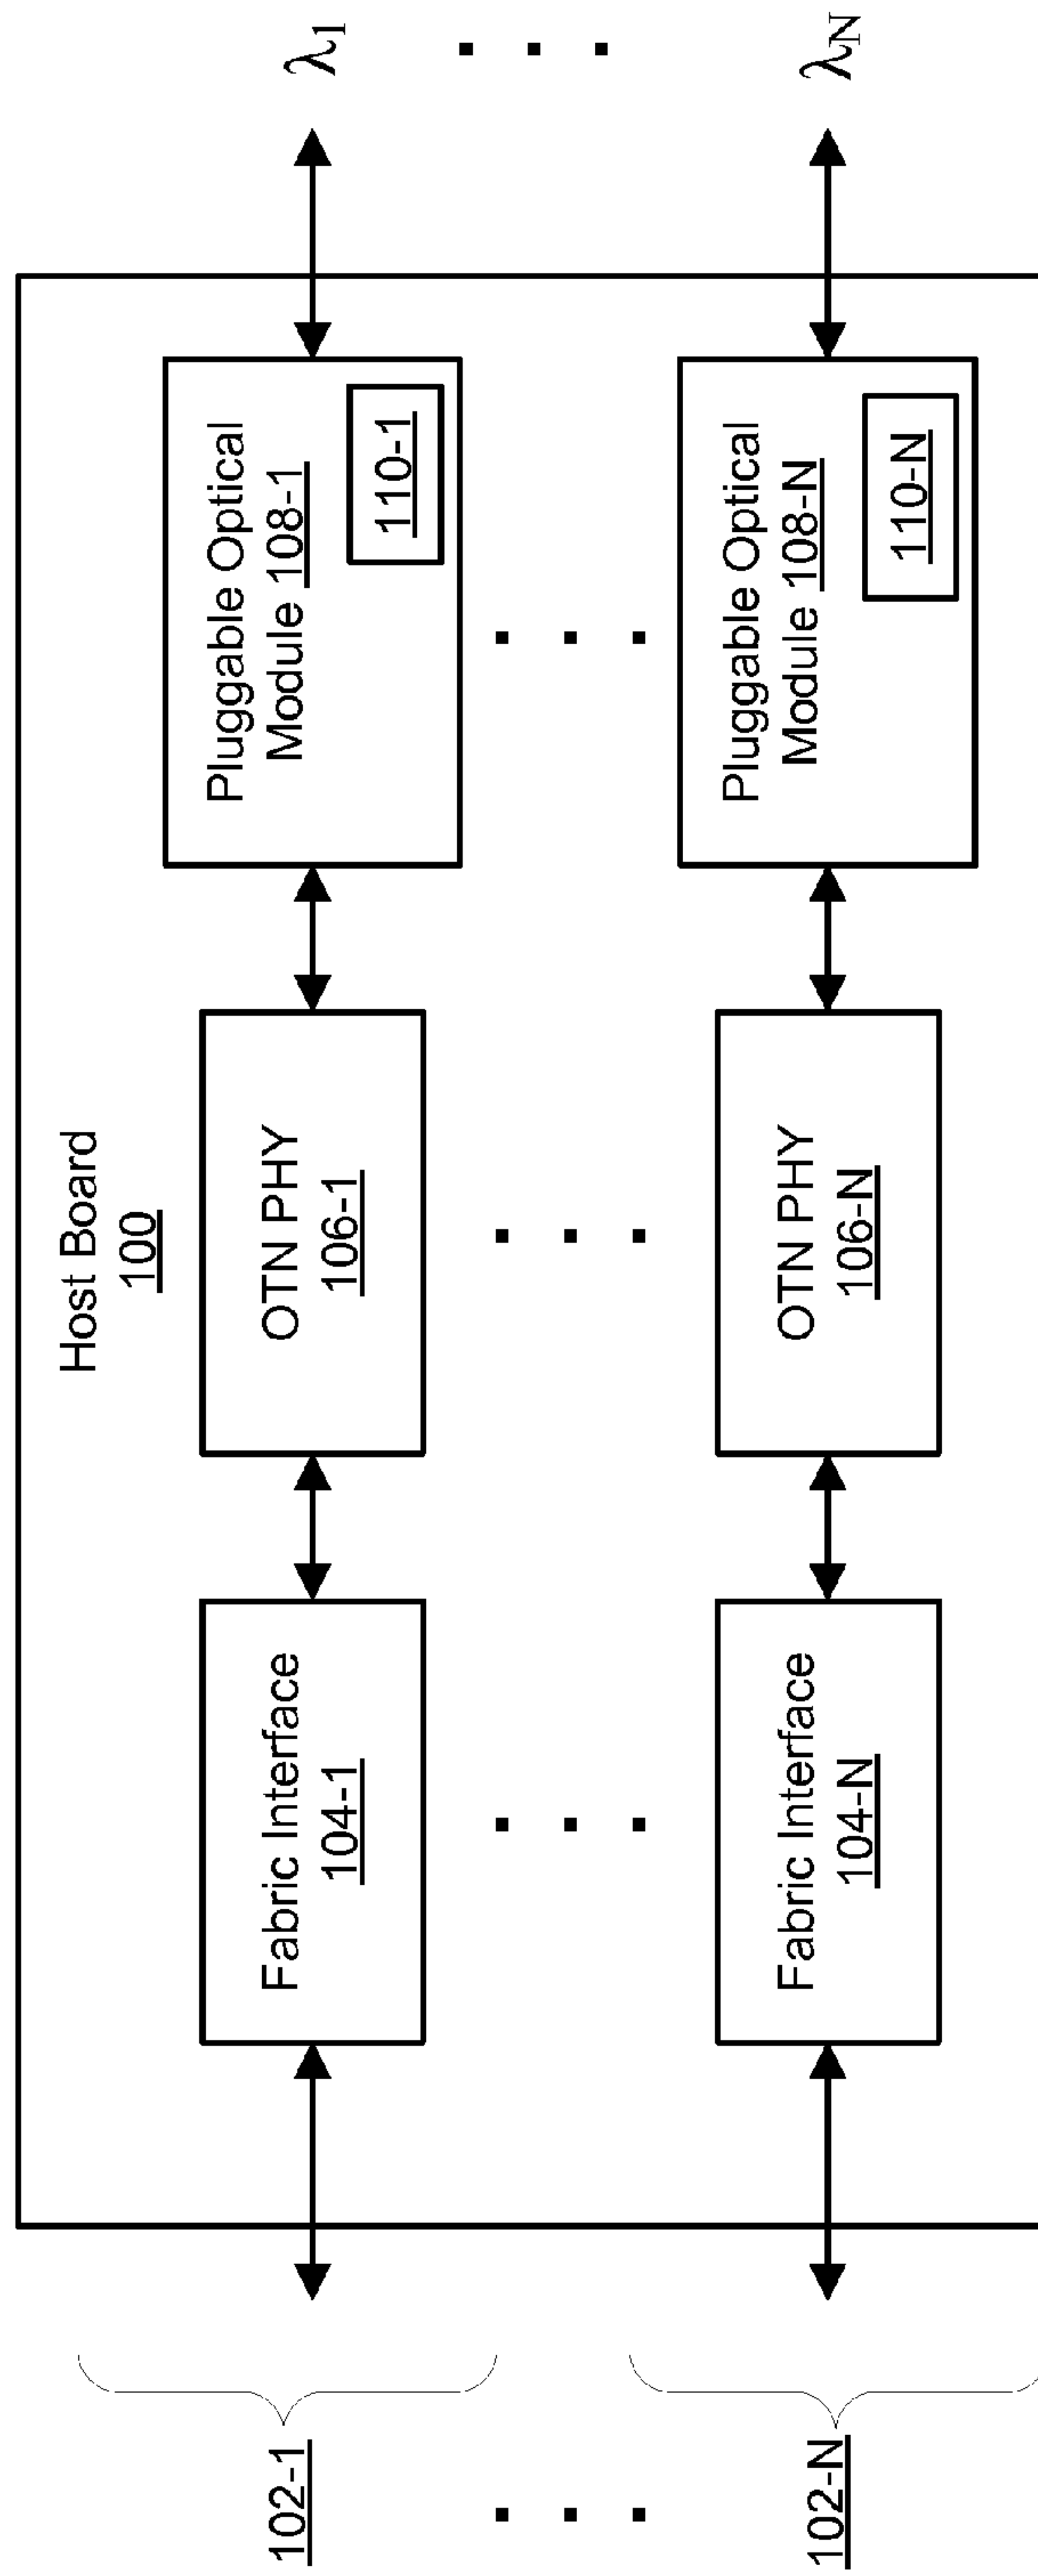 Host Board
100
102-1
Fabric Interface
104-1
OTN PHY
106-1
Pluggable Optical
Module 108-1
110-1
λ1
102-N
Fabric Interface
104-N
OTN PHY
106-N
Pluggable Optical
Module 108-N
110-N
λN